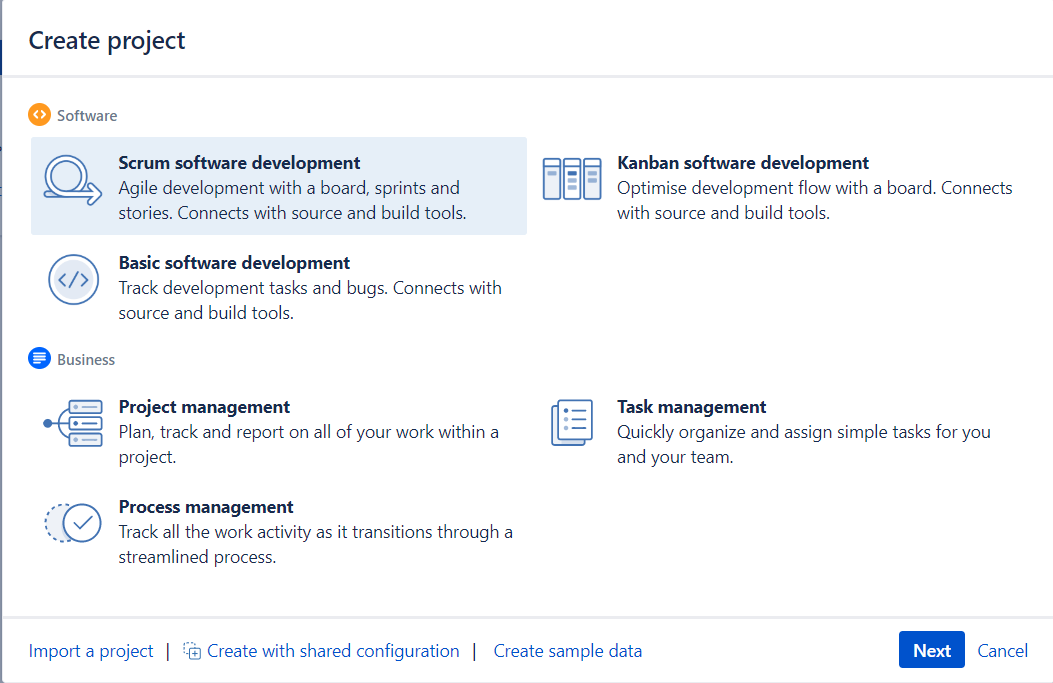 Create project
Software
Scrum software development
Agile development with a board, sprints and
stories. Connects with source and build tools.
Kanban software development
Optimise development flow with a board. Connects
with source and build tools.
Basic software development
Track development tasks and bugs. Connects with
source and build tools.
Business
Project management
Plan, track and report on all of your work within a
project.
Task management
Quickly organize and assign simple tasks for you
and your team.
Process management
Track all the work activity as it transitions through a
streamlined process.
Import a project | Create with shared configuration | Create sample data
Next Cancel